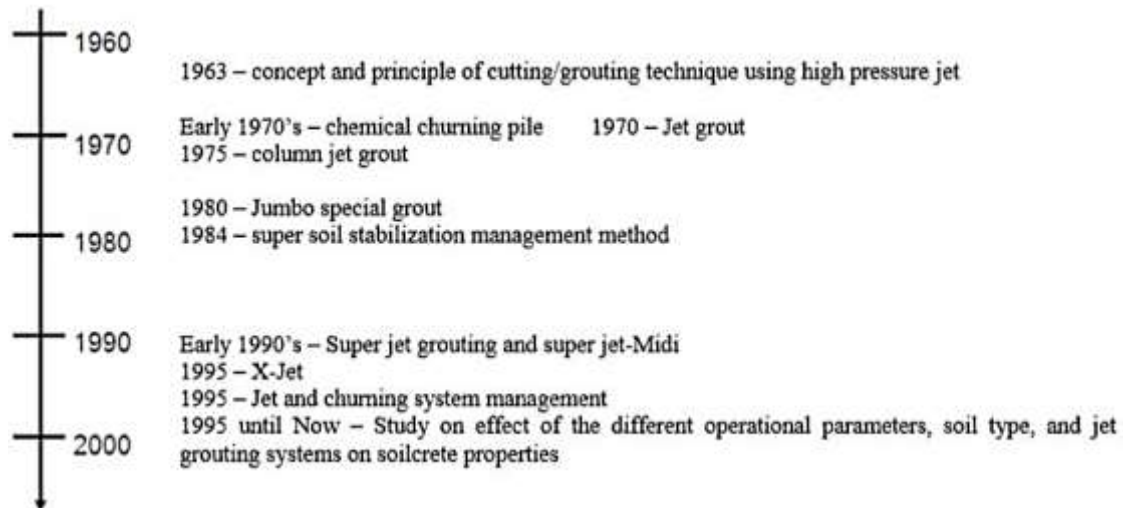 1960
1963 – concept and principle of cutting/grouting technique using high pressure jet
Early 1970's – chemical churning pile 1970 – Jet grout
1970
1975 – column jet grout
1980 – Jumbo special grout
1984 – super soil stabilization management method
1980
1990
Early 1990's – Super jet grouting and super jet-Midi
1995 – X-Jet
1995 – Jet and churning system management
1995 until Now – Study on effect of the different operational parameters, soil type, and jet
2000
grouting systems on soilcrete properties